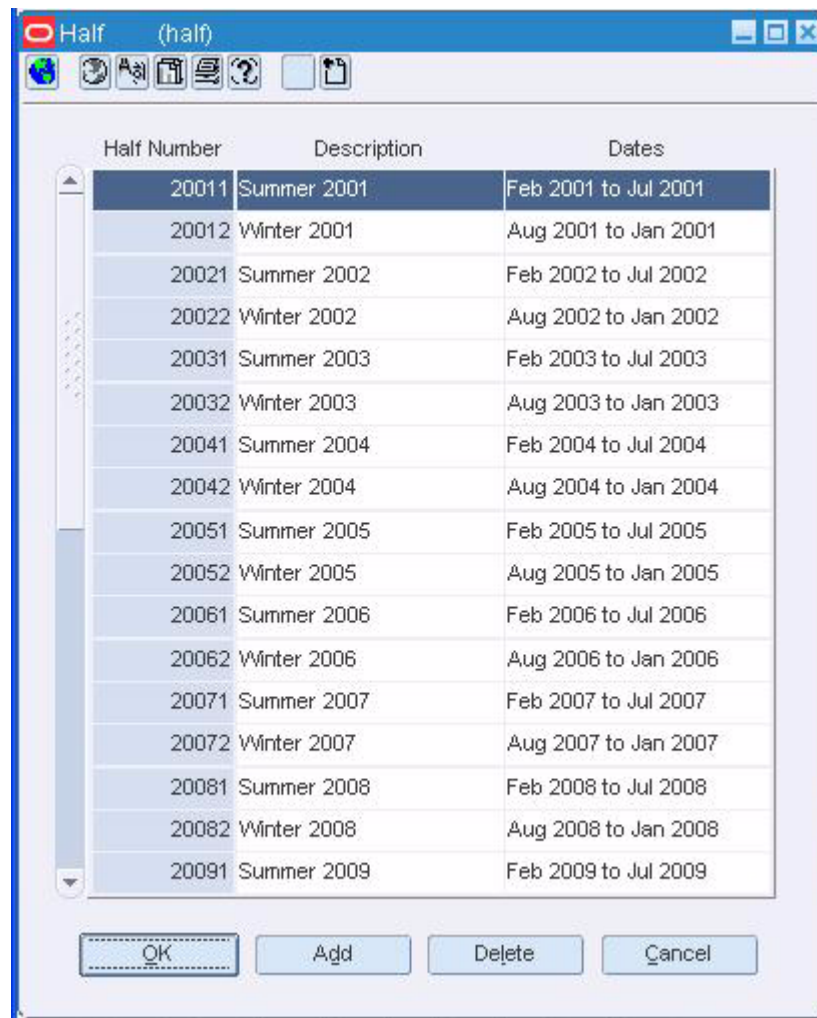 Half (half)
Half Number Description Dates
20011 Summer 2001 Feb 2001 to Jul 2001
20012 Winter 2001 Aug 2001 to Jan 2001
20021 Summer 2002 Feb 2002 to Jul 2002
20022 Winter 2002 Aug 2002 to Jan 2002
20031 Summer 2003 Feb 2003 to Jul 2003
20032 Winter 2003 Aug 2003 to Jan 2003
20041 Summer 2004 Feb 2004 to Jul 2004
20042 Winter 2004 Aug 2004 to Jan 2004
20051 Summer 2005 Feb 2005 to Jul 2005
20052 Winter 2005 Aug 2005 to Jan 2005
20061 Summer 2006 Feb 2006 to Jul 2006
20062 Winter 2006 Aug 2006 to Jan 2006
20071 Summer 2007 Feb 2007 to Jul 2007
20072 Winter 2007 Aug 2007 to Jan 2007
20081 Summer 2008 Feb 2008 to Jul 2008
20082 Winter 2008 Aug 2008 to Jan 2008
20091 Summer 2009 Feb 2009 to Jul 2009
OK Add Delete Cancel